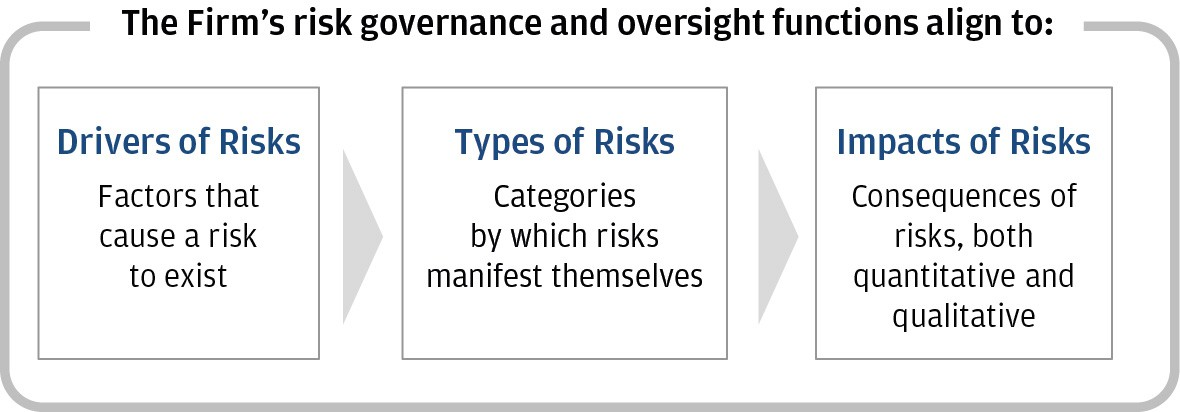 The Firm's risk governance and oversight functions align to:
Drivers of Risks
Factors that
cause a risk
to exist
Types of Risks
Categories
by which risks
manifest themselves
Impacts of Risks
Consequences of
risks, both
quantitative and
qualitative